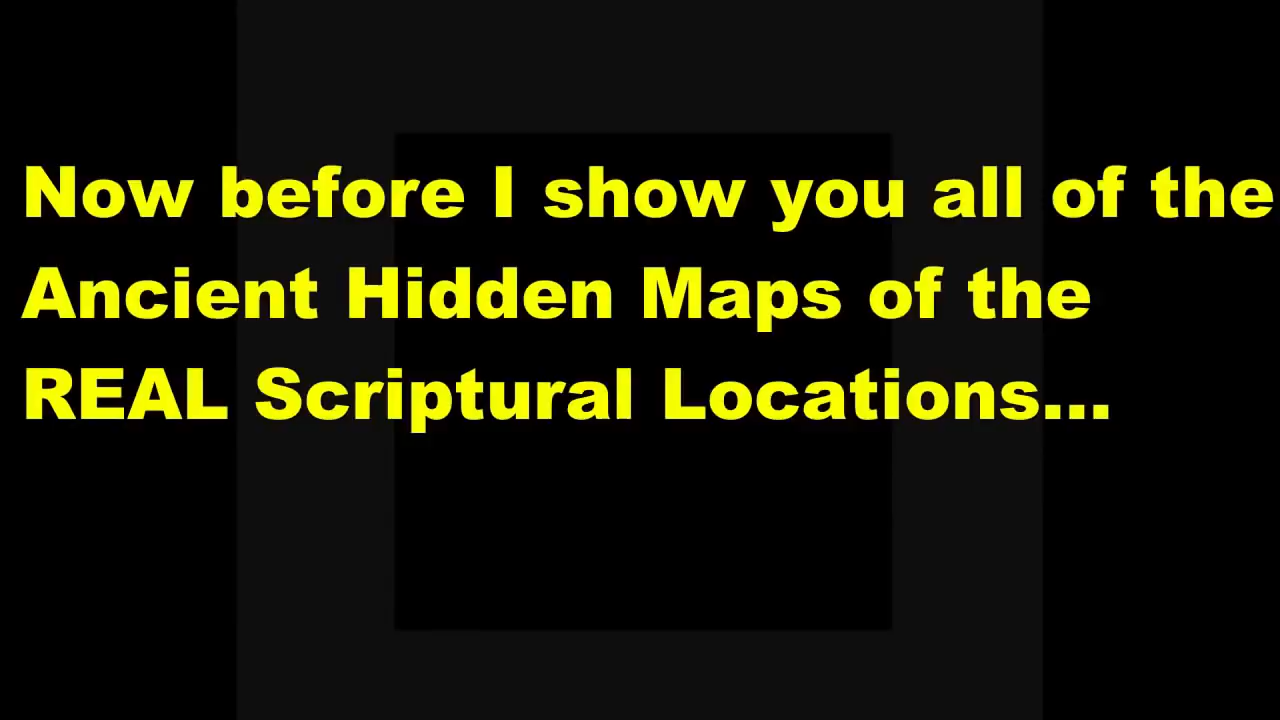 Now before I show you all of the
Ancient Hidden Maps of the
REAL Scriptural Locations...